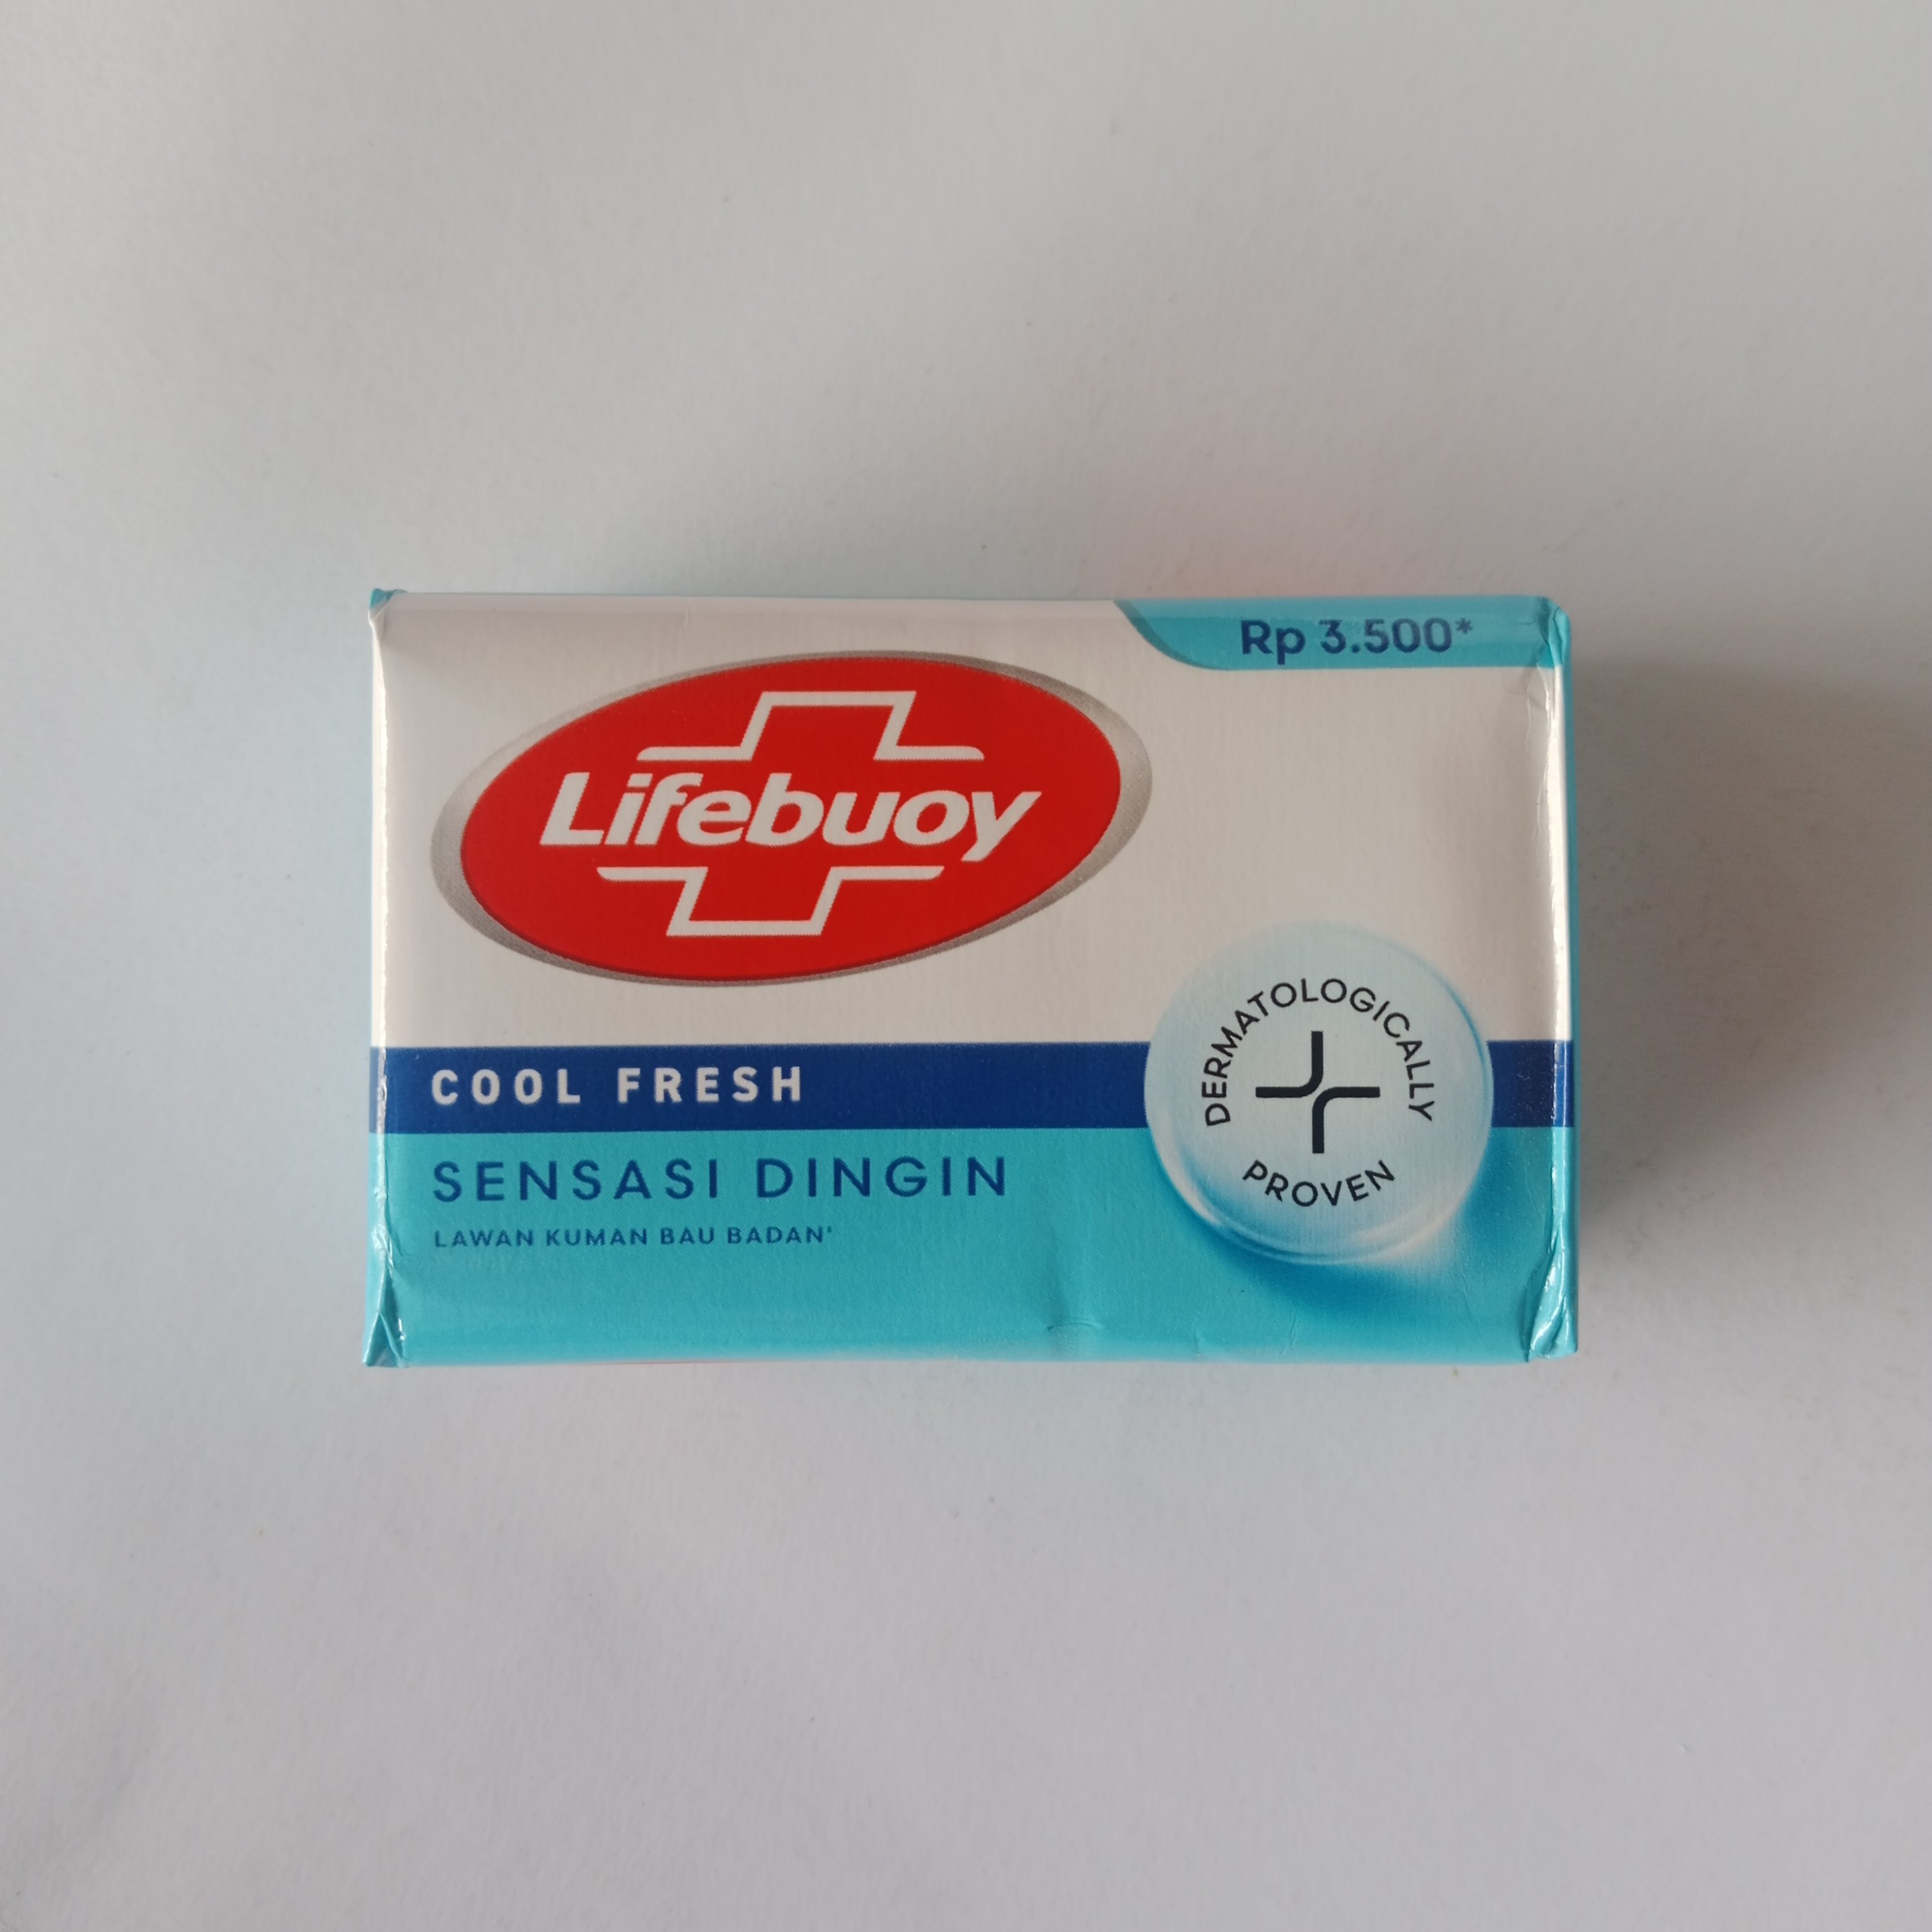 Rp 3.500*
Lifebuoy
COOL FRESH
SENSASI DINGIN
LAWAN KUMAN BAU BADAN'
DERMATOLOGICALLY
PROVEN